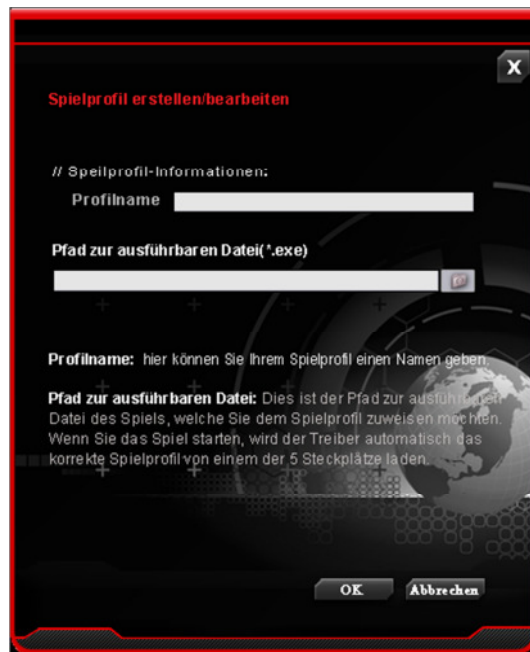 X
Spielprofil erstellen/bearbeiten
// Speilprofil-Informationen:
Profilname
Pfad zur ausführbaren Datei(*.exe)
Profilname: hier können Sie Ihrem Spielprofil einen Namen geben.
Pfad zur ausführbaren Datei: Dies ist der Pfad zur ausführbaren
Datei des Spiels, welche Sie dem Spielprofil zuweisen möchten.
Wenn Sie das Spiel starten, wird der Treiber automatisch das
korrekte Spielprofil von einem der 5 Steckplätze laden.
OK
Abbrechen